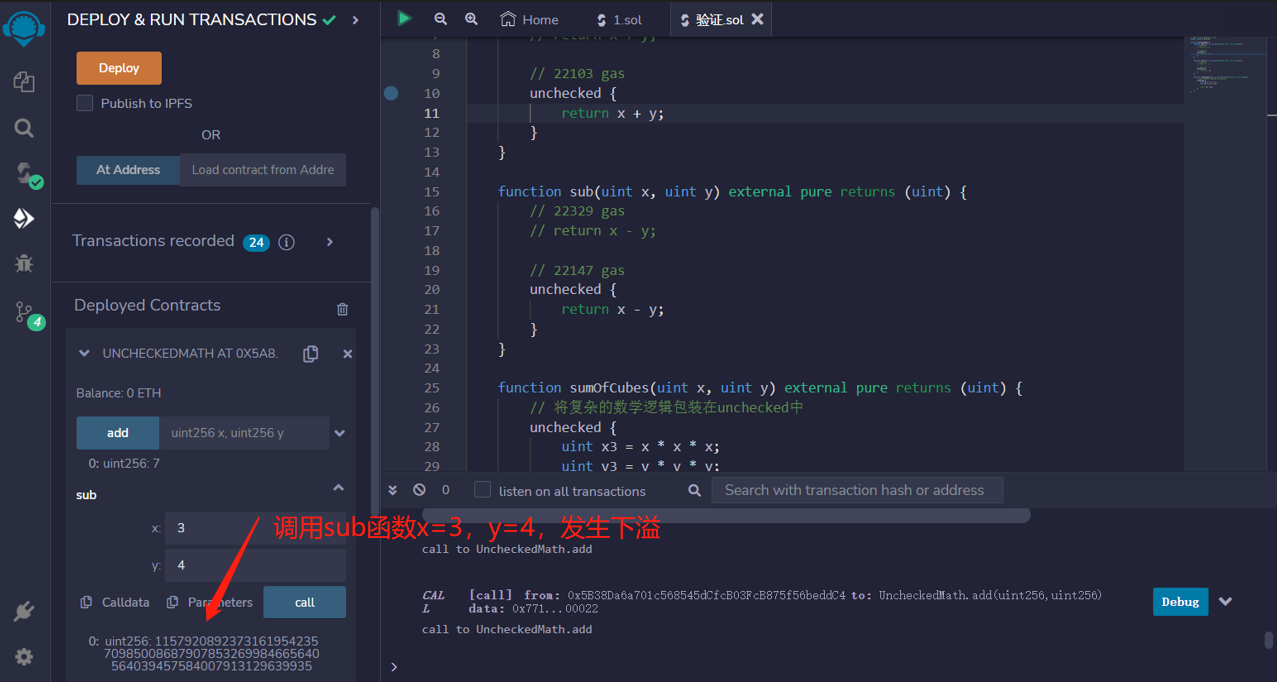 DEPLOY & RUN TRANSACTIONS
Deploy
Publish to IPFS
OR
At Address
Load contract from Addre
Transactions recorded 24
Deployed Contracts
4
UNCHECKEDMATH AT 0X5A8.
Balance: 0 ETH
add
uint256 x, uint256 y
0: uint256: 7
sub
x: 3
y: 4
Calldata
Parameters
call
0: uint256: 1157920892373161954235
7098500868790785326998466564​0
564039457584007913129639935
Home
1.sol
验证.sol
7 // return x + y;
8
9 // 22103 gas
10 unchecked {
11 return x + y;
12 }
13 }
14
15 function sub(uint x, uint y) external pure returns (uint) {
16 // 22329 gas
17 // return x - y;
18
19 // 22147 gas
20 unchecked {
21 return x - y;
22 }
23 }
24
25 function sumOfCubes(uint x, uint y) external pure returns (uint) {
26 // 将复杂的数学逻辑包装在unchecked中
27 unchecked {
28 uint x3 = x * x * x;
29 uint y3 = y * y * y;
0
listen on all transactions
Search with transaction hash or address
调用sub函数x=3，y=4，发生下溢
call to UncheckedMath.add
CAL [call] from: 0x5B38Da6a701c568545dCfcB03FcB875f56beddC4 to: UncheckedMath.add(uint256,uint256)
L data: 0x771...00022
Debug
call to UncheckedMath.add
>